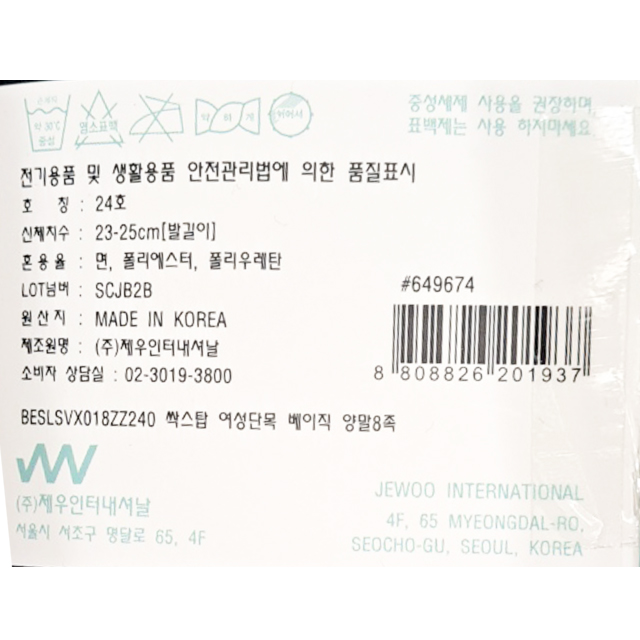 손세탁
약 30℃
중성
염소표백
약 하 게
뉘어서
중성세제 사용을 권장하며,
표백제는 사용 하지마세요.
전기용품 및 생활용품 안전관리법에 의한 품질표시
호 칭 : 24호
신체치수 : 23-25cm[발길이]
혼 용 율 : 면, 폴리에스터, 폴리우레탄
LOT넘버 : SCJB2B
원 산 지 : MADE IN KOREA
제조원명 : (주)제우인터내셔날
소비자 상담실 : 02-3019-3800
#649674
8 808826 201937
BESLSVX018ZZ240 싹스탑 여성단목 베이직 양말8족
(주)제우인터내셔날
서울시 서초구 명달로 65, 4F
JEWOO INTERNATIONAL
4F, 65 MYEONGDAL-RO,
SEOCHO-GU, SEOUL, KOREA